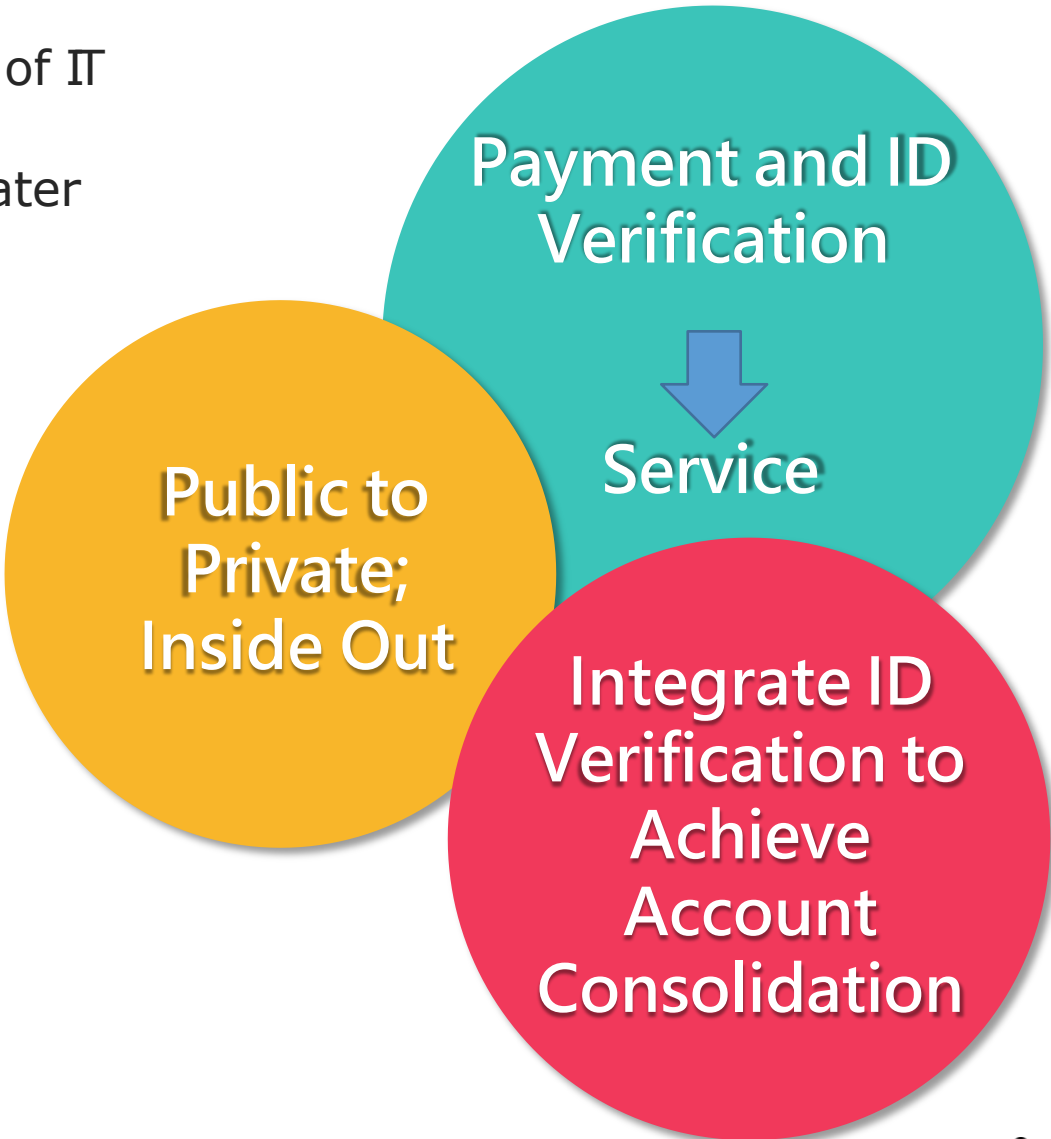 of IT
ater
Payment and ID
Verification
Service
Public to
Private;
Inside Out
Integrate ID
Verification to
Achieve
Account
Consolidation